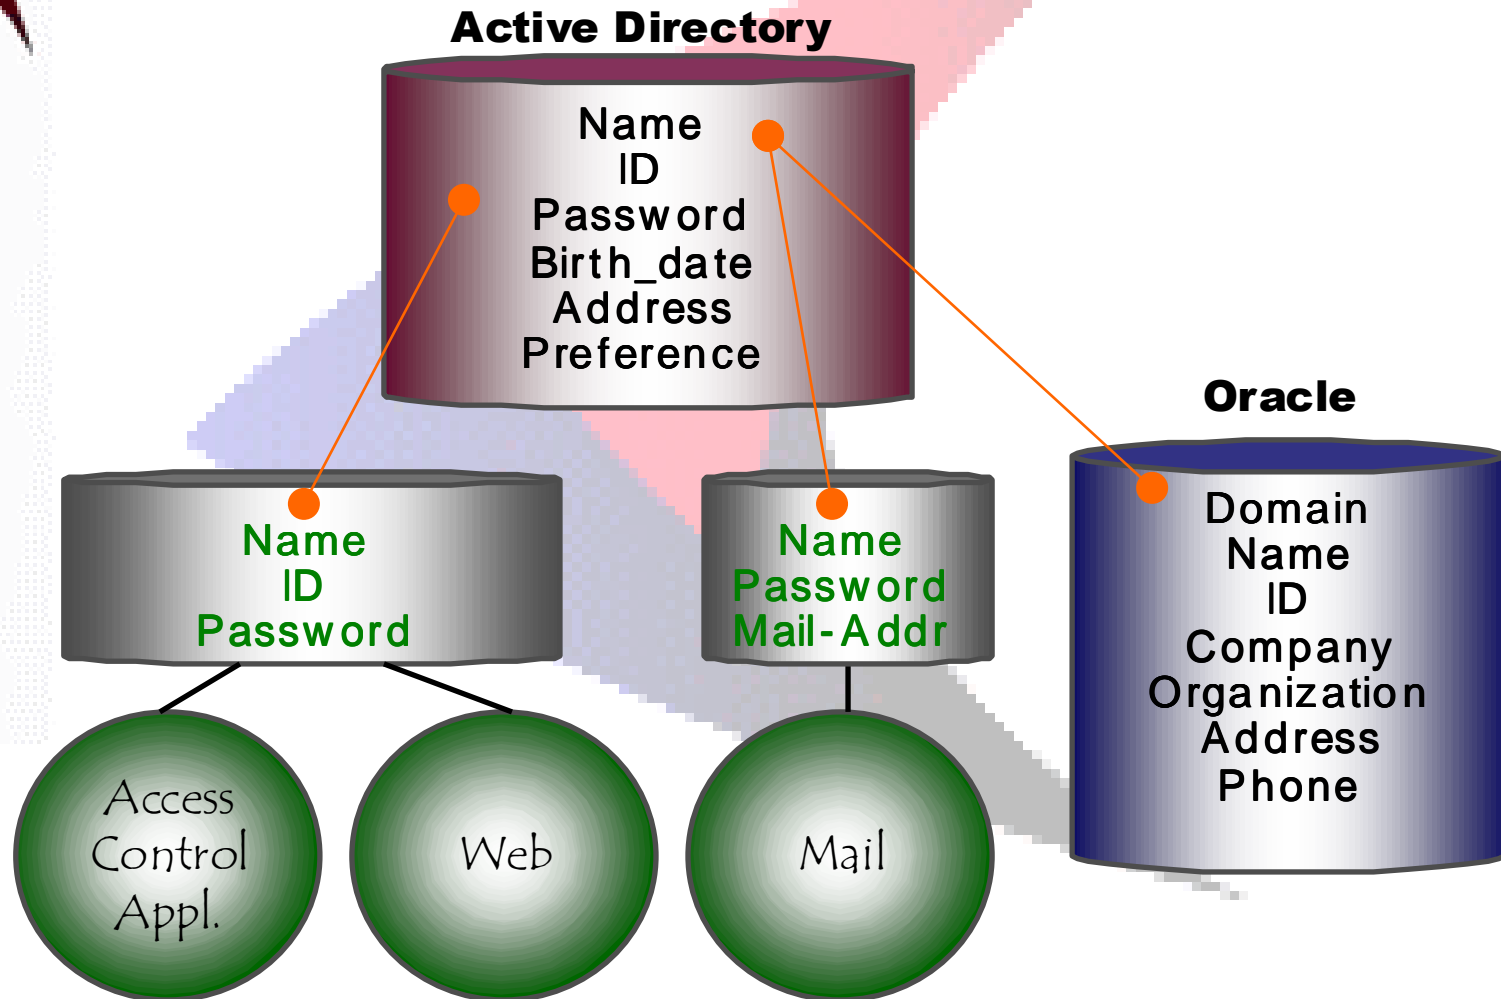 Active Directory
Name
ID
Password
Birth_date
Address
Preference
Name
ID
Password
Name
Password
Mail-Addr
Oracle
Domain
Name
ID
Company
Organization
Address
Phone
Access
Control
Appl.
Web
Mail